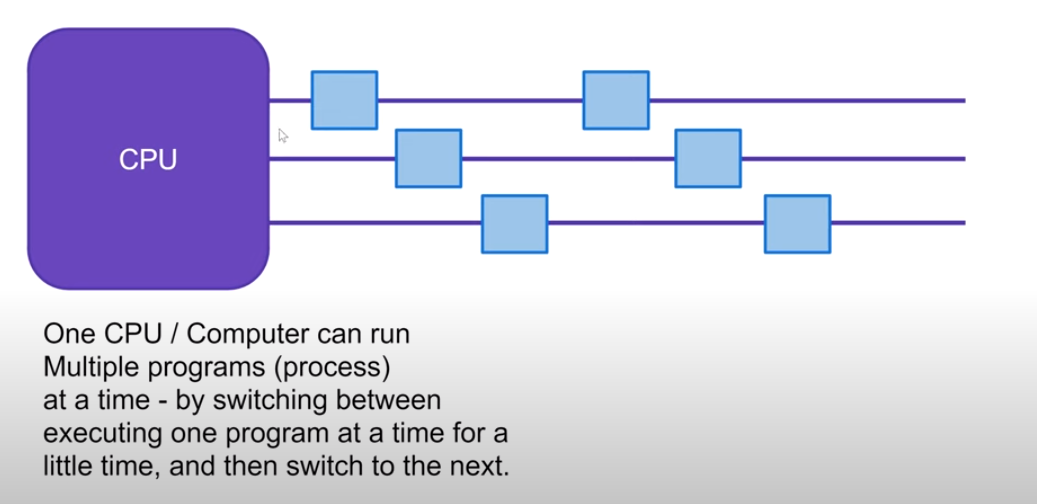 CPU
One CPU / Computer can run
Multiple programs (process)
at a time - by switching between
executing one program at a time for a
little time, and then switch to the next.